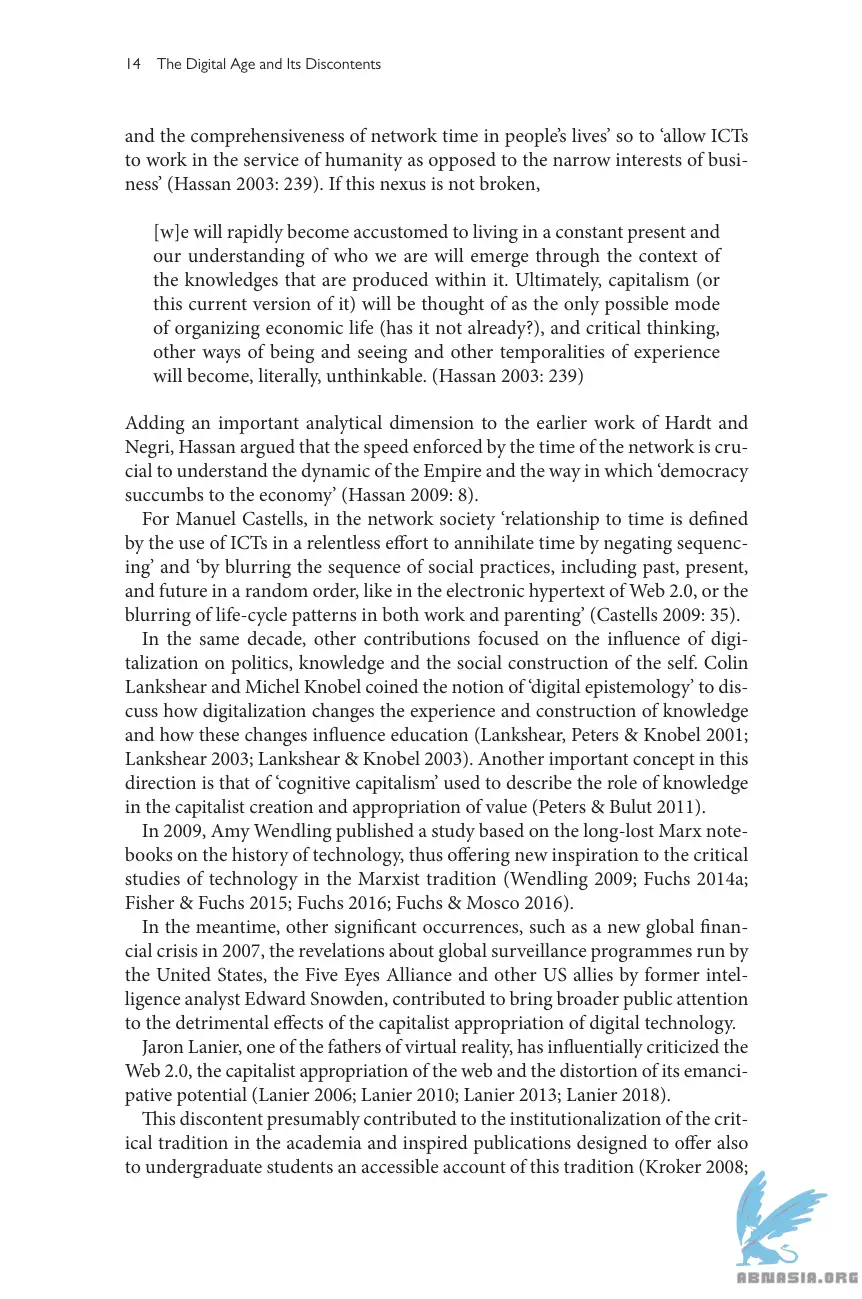 14 The Digital Age and Its Discontents
and the comprehensiveness of network time in people’s lives’ so to ‘allow ICTs
to work in the service of humanity as opposed to the narrow interests of busi-
ness’ (Hassan 2003: 239). If this nexus is not broken,
[w]e will rapidly become accustomed to living in a constant present and
our understanding of who we are will emerge through the context of
the knowledges that are produced within it. Ultimately, capitalism (or
this current version of it) will be thought of as the only possible mode
of organizing economic life (has it not already?), and critical thinking,
other ways of being and seeing and other temporalities of experience
will become, literally, unthinkable. (Hassan 2003: 239)
Adding an important analytical dimension to the earlier work of Hardt and
Negri, Hassan argued that the speed enforced by the time of the network is cru-
cial to understand the dynamic of the Empire and the way in which ‘democracy
succumbs to the economy’ (Hassan 2009: 8).
For Manuel Castells, in the network society ‘relationship to time is defined
by the use of ICTs in a relentless effort to annihilate time by negating sequenc-
ing’ and ‘by blurring the sequence of social practices, including past, present,
and future in a random order, like in the electronic hypertext of Web 2.0, or the
blurring of life-cycle patterns in both work and parenting’ (Castells 2009: 35).
In the same decade, other contributions focused on the influence of digi-
talization on politics, knowledge and the social construction of the self. Colin
Lankshear and Michel Knobel coined the notion of ‘digital epistemology’ to dis-
cuss how digitalization changes the experience and construction of knowledge
and how these changes influence education (Lankshear, Peters & Knobel 2001;
Lankshear 2003; Lankshear & Knobel 2003). Another important concept in this
direction is that of ‘cognitive capitalism’ used to describe the role of knowledge
in the capitalist creation and appropriation of value (Peters & Bulut 2011).
In 2009, Amy Wendling published a study based on the long-lost Marx note-
books on the history of technology, thus offering new inspiration to the critical
studies of technology in the Marxist tradition (Wendling 2009; Fuchs 2014a;
Fisher & Fuchs 2015; Fuchs 2016; Fuchs & Mosco 2016).
In the meantime, other significant occurrences, such as a new global finan-
cial crisis in 2007, the revelations about global surveillance programmes run by
the United States, the Five Eyes Alliance and other US allies by former intel-
ligence analyst Edward Snowden, contributed to bring broader public attention
to the detrimental effects of the capitalist appropriation of digital technology.
Jaron Lanier, one of the fathers of virtual reality, has influentially criticized the
Web 2.0, the capitalist appropriation of the web and the distortion of its emanci-
pative potential (Lanier 2006; Lanier 2010; Lanier 2013; Lanier 2018).
This discontent presumably contributed to the institutionalization of the crit-
ical tradition in the academia and inspired publications designed to offer also
to undergraduate students an accessible account of this tradition (Kroker 2008;
ABNASIA.ORG